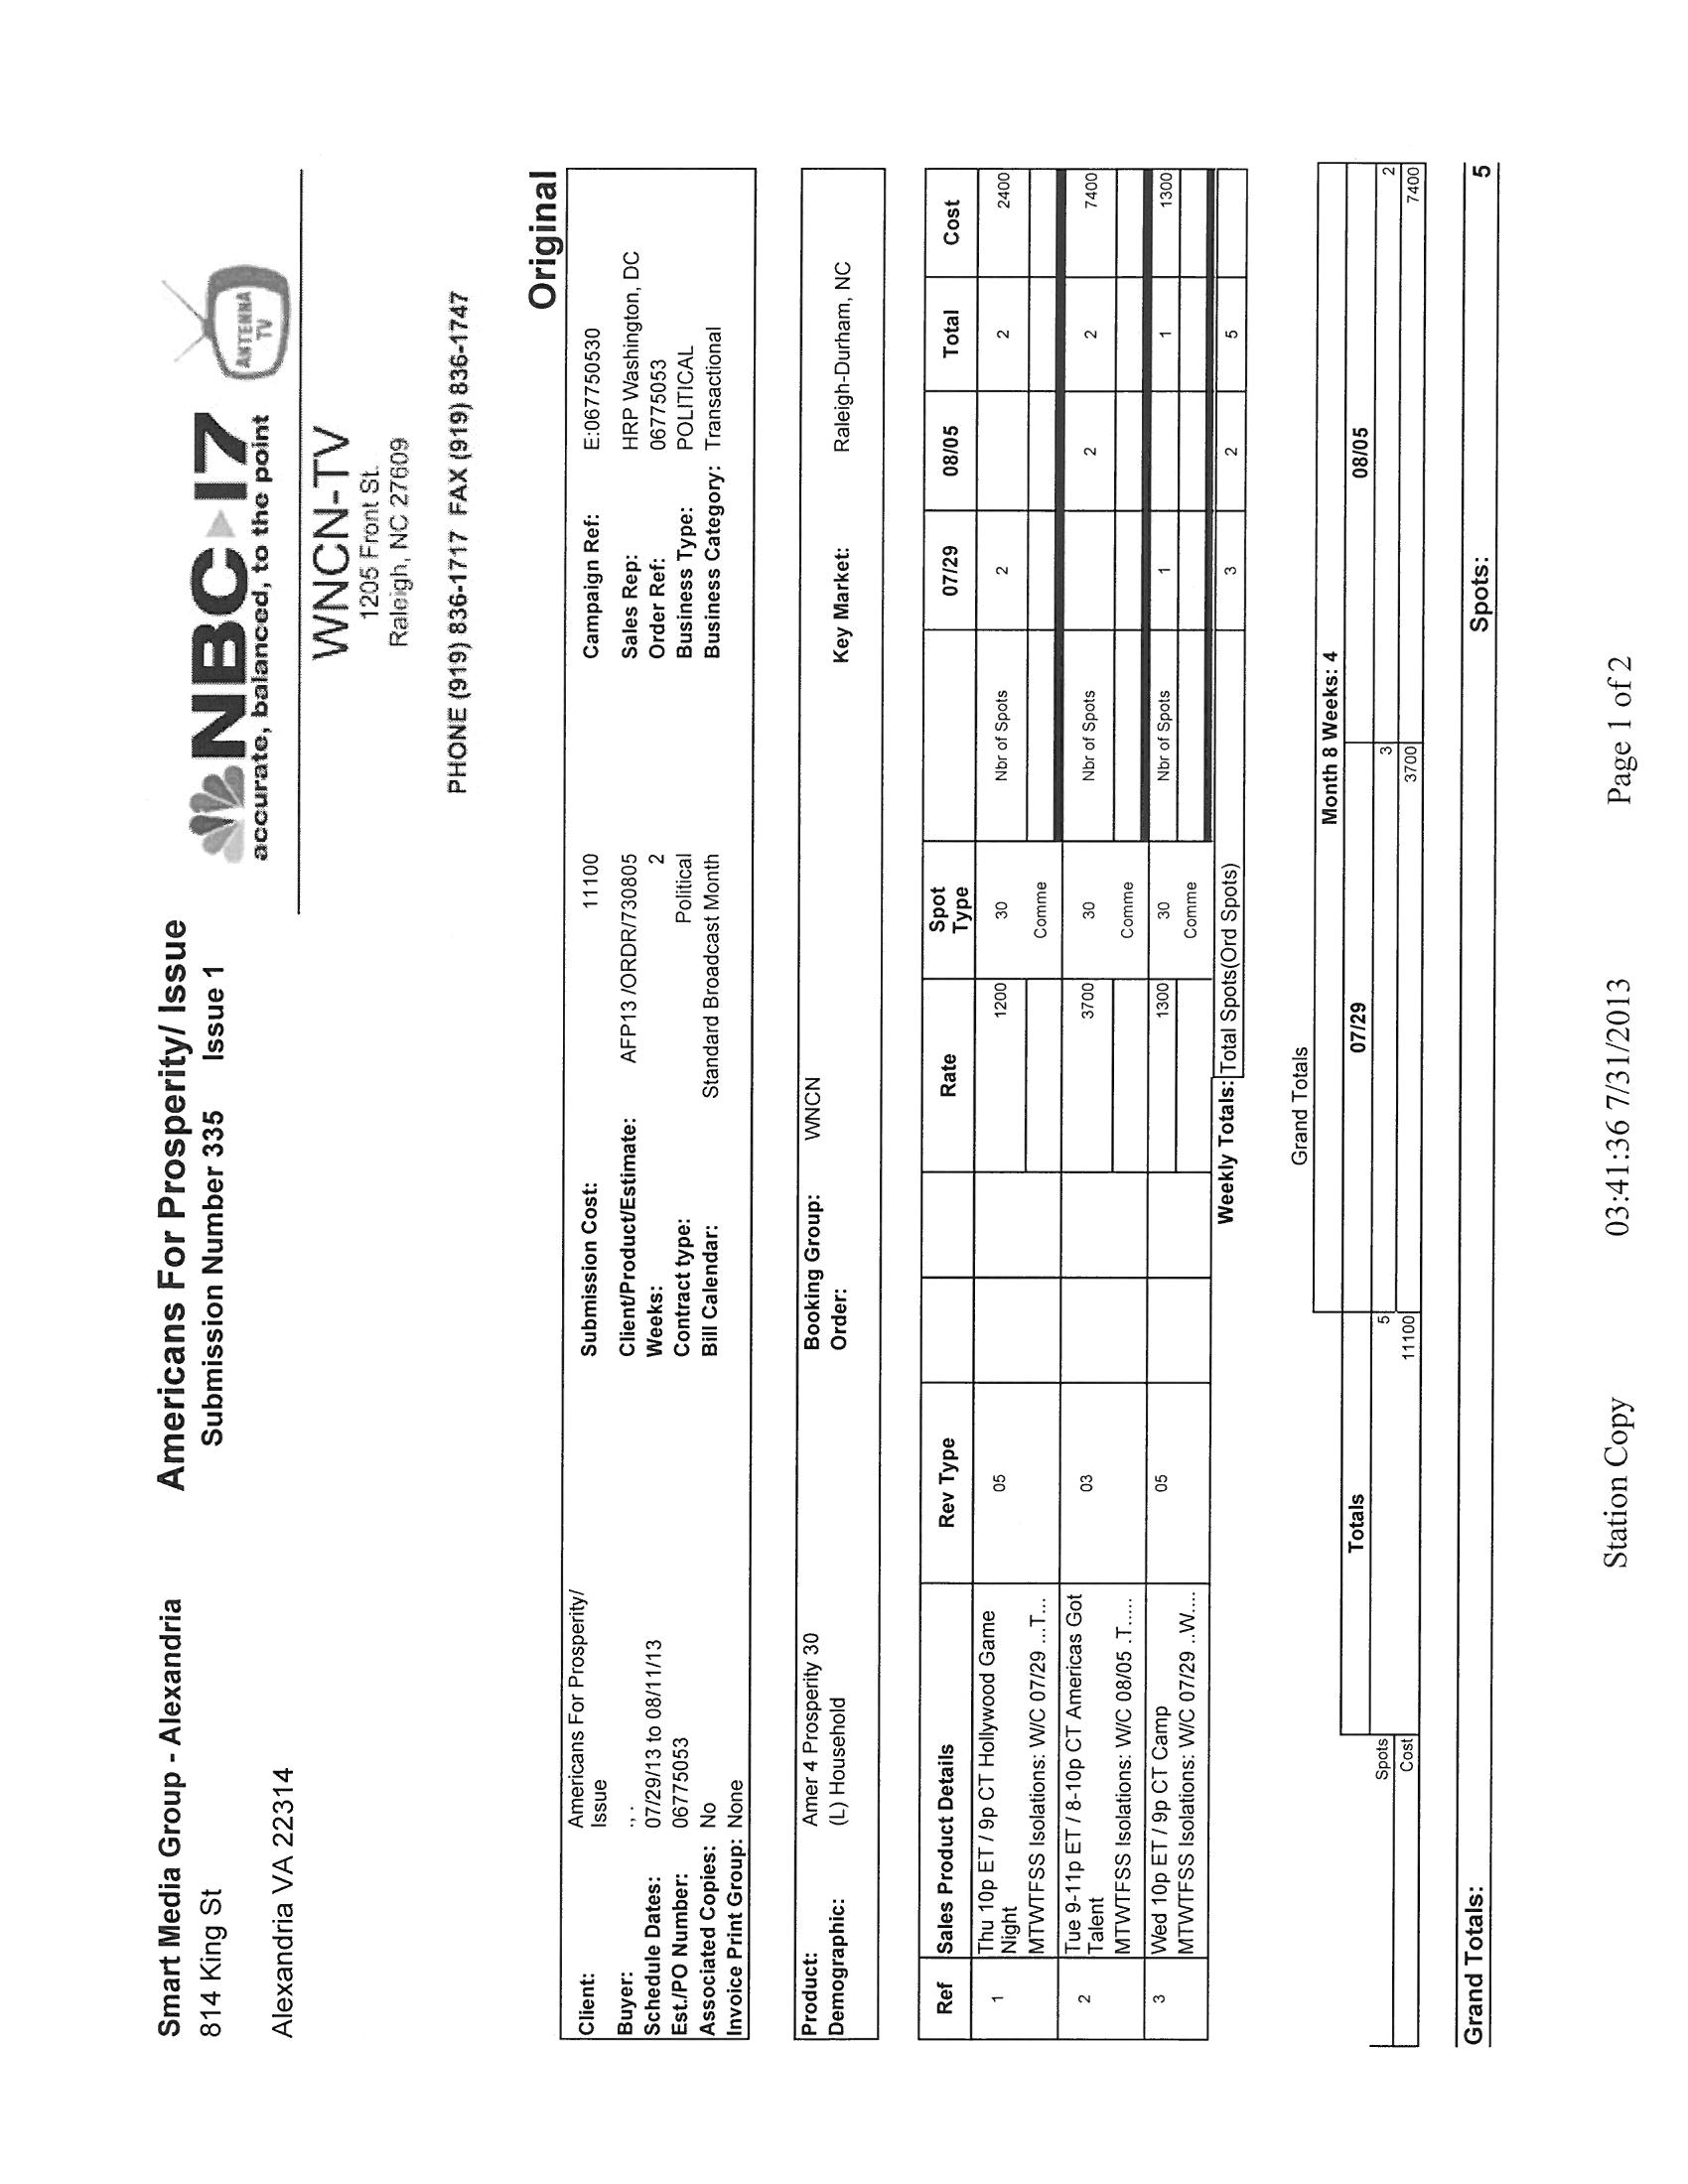 Smart Media Group - Alexandria
814 King St
Alexandria VA 22314
Americans For Prosperity/ Issue
Submission Number 335 Issue 1
NBC 17
accurate, balanced, to the point
ANTENNA TV
WNCN-TV
1205 Front St.
Raleigh, NC 27609
PHONE (919) 836-1717 FAX (919) 836-1747
Original
Client: Americans For Prosperity/ Issue
Submission Cost: 11100
Campaign Ref: E:067750530
Buyer: , .
Client/Product/Estimate: AFP13 /ORDR/730805
Sales Rep: HRP Washington, DC
Schedule Dates: 07/29/13 to 08/11/13
Weeks: 2
Order Ref: 06775053
Est./PO Number: 06775053
Contract type: Political
Business Type: POLITICAL
Associated Copies: No
Bill Calendar: Standard Broadcast Month
Business Category: Transactional
Invoice Print Group: None
Product: Amer 4 Prosperity 30
Booking Group: WNCN
Demographic: (L) Household
Order:
Key Market: Raleigh-Durham, NC
Ref Sales Product Details Rev Type Rate Spot Type 07/29 08/05 Total Cost
1 Thu 10p ET / 9p CT Hollywood Game Night 05 1200 30 Nbr of Spots 2 2 2400
MTWTFSS Isolations: W/C 07/29 ...T... Comme
2 Tue 9-11p ET / 8-10p CT Americas Got Talent 03 3700 30 Nbr of Spots 2 2 7400
MTWTFSS Isolations: W/C 08/05 .T..... Comme
3 Wed 10p ET / 9p CT Camp 05 1300 30 Nbr of Spots 1 1 1300
MTWTFSS Isolations: W/C 07/29 ..W.... Comme
Weekly Totals: Total Spots(Ord Spots) 3 2 5
Grand Totals
Month 8 Weeks: 4
Totals 07/29 08/05
Spots 5 3 2
Cost 11100 3700 7400
Grand Totals: Spots: 5
Station Copy 03:41:36 7/31/2013 Page 1 of 2